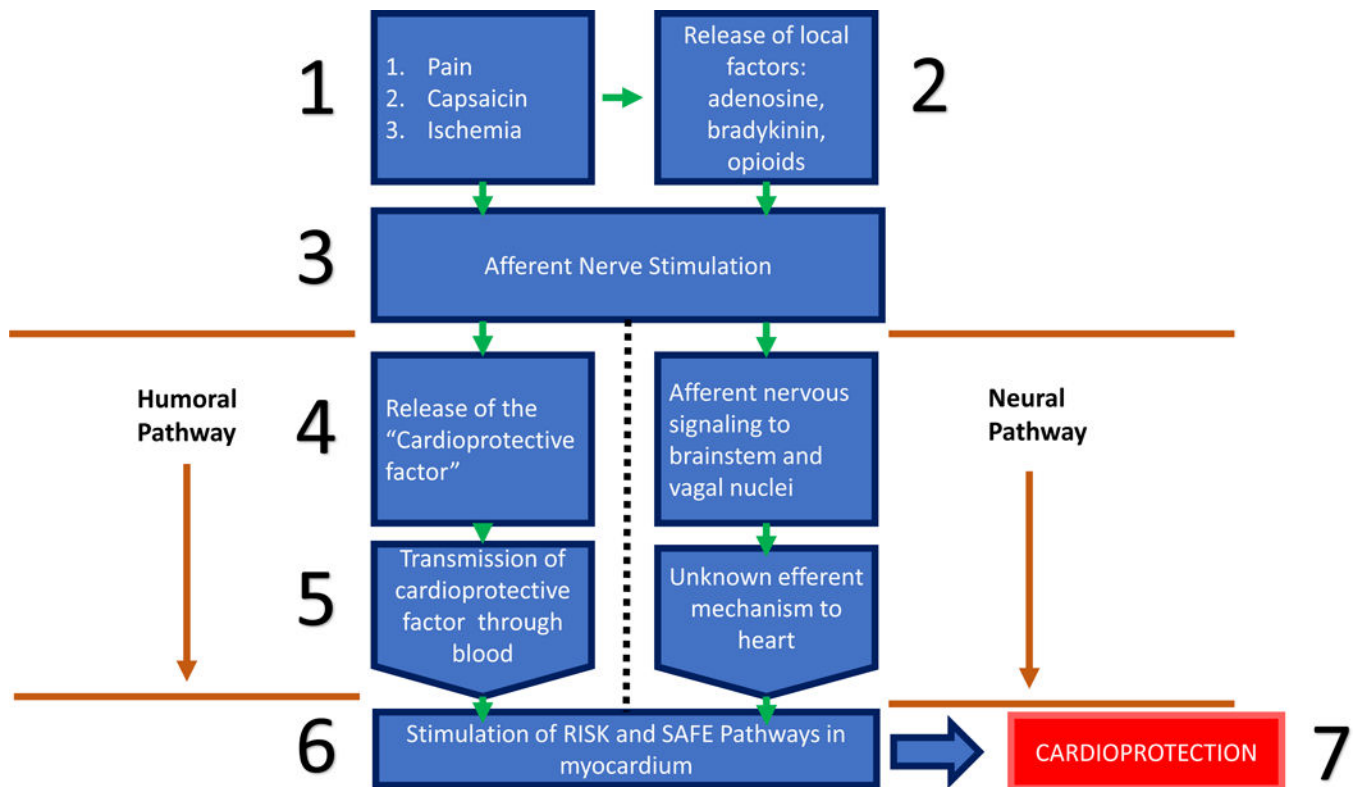 1
1. Pain
2. Capsaicin
3. Ischemia
Release of local
factors:
adenosine,
bradykinin,
opioids
2
3
Afferent Nerve Stimulation
Humoral
Pathway
4
Release of the
“Cardioprotective
factor”
Afferent nervous
signaling to
brainstem and
vagal nuclei
Neural
Pathway
5
Transmission of
cardioprotective
factor through
blood
Unknown efferent
mechanism to
heart
6
Stimulation of RISK and SAFE Pathways in
myocardium
CARDIOPROTECTION
7